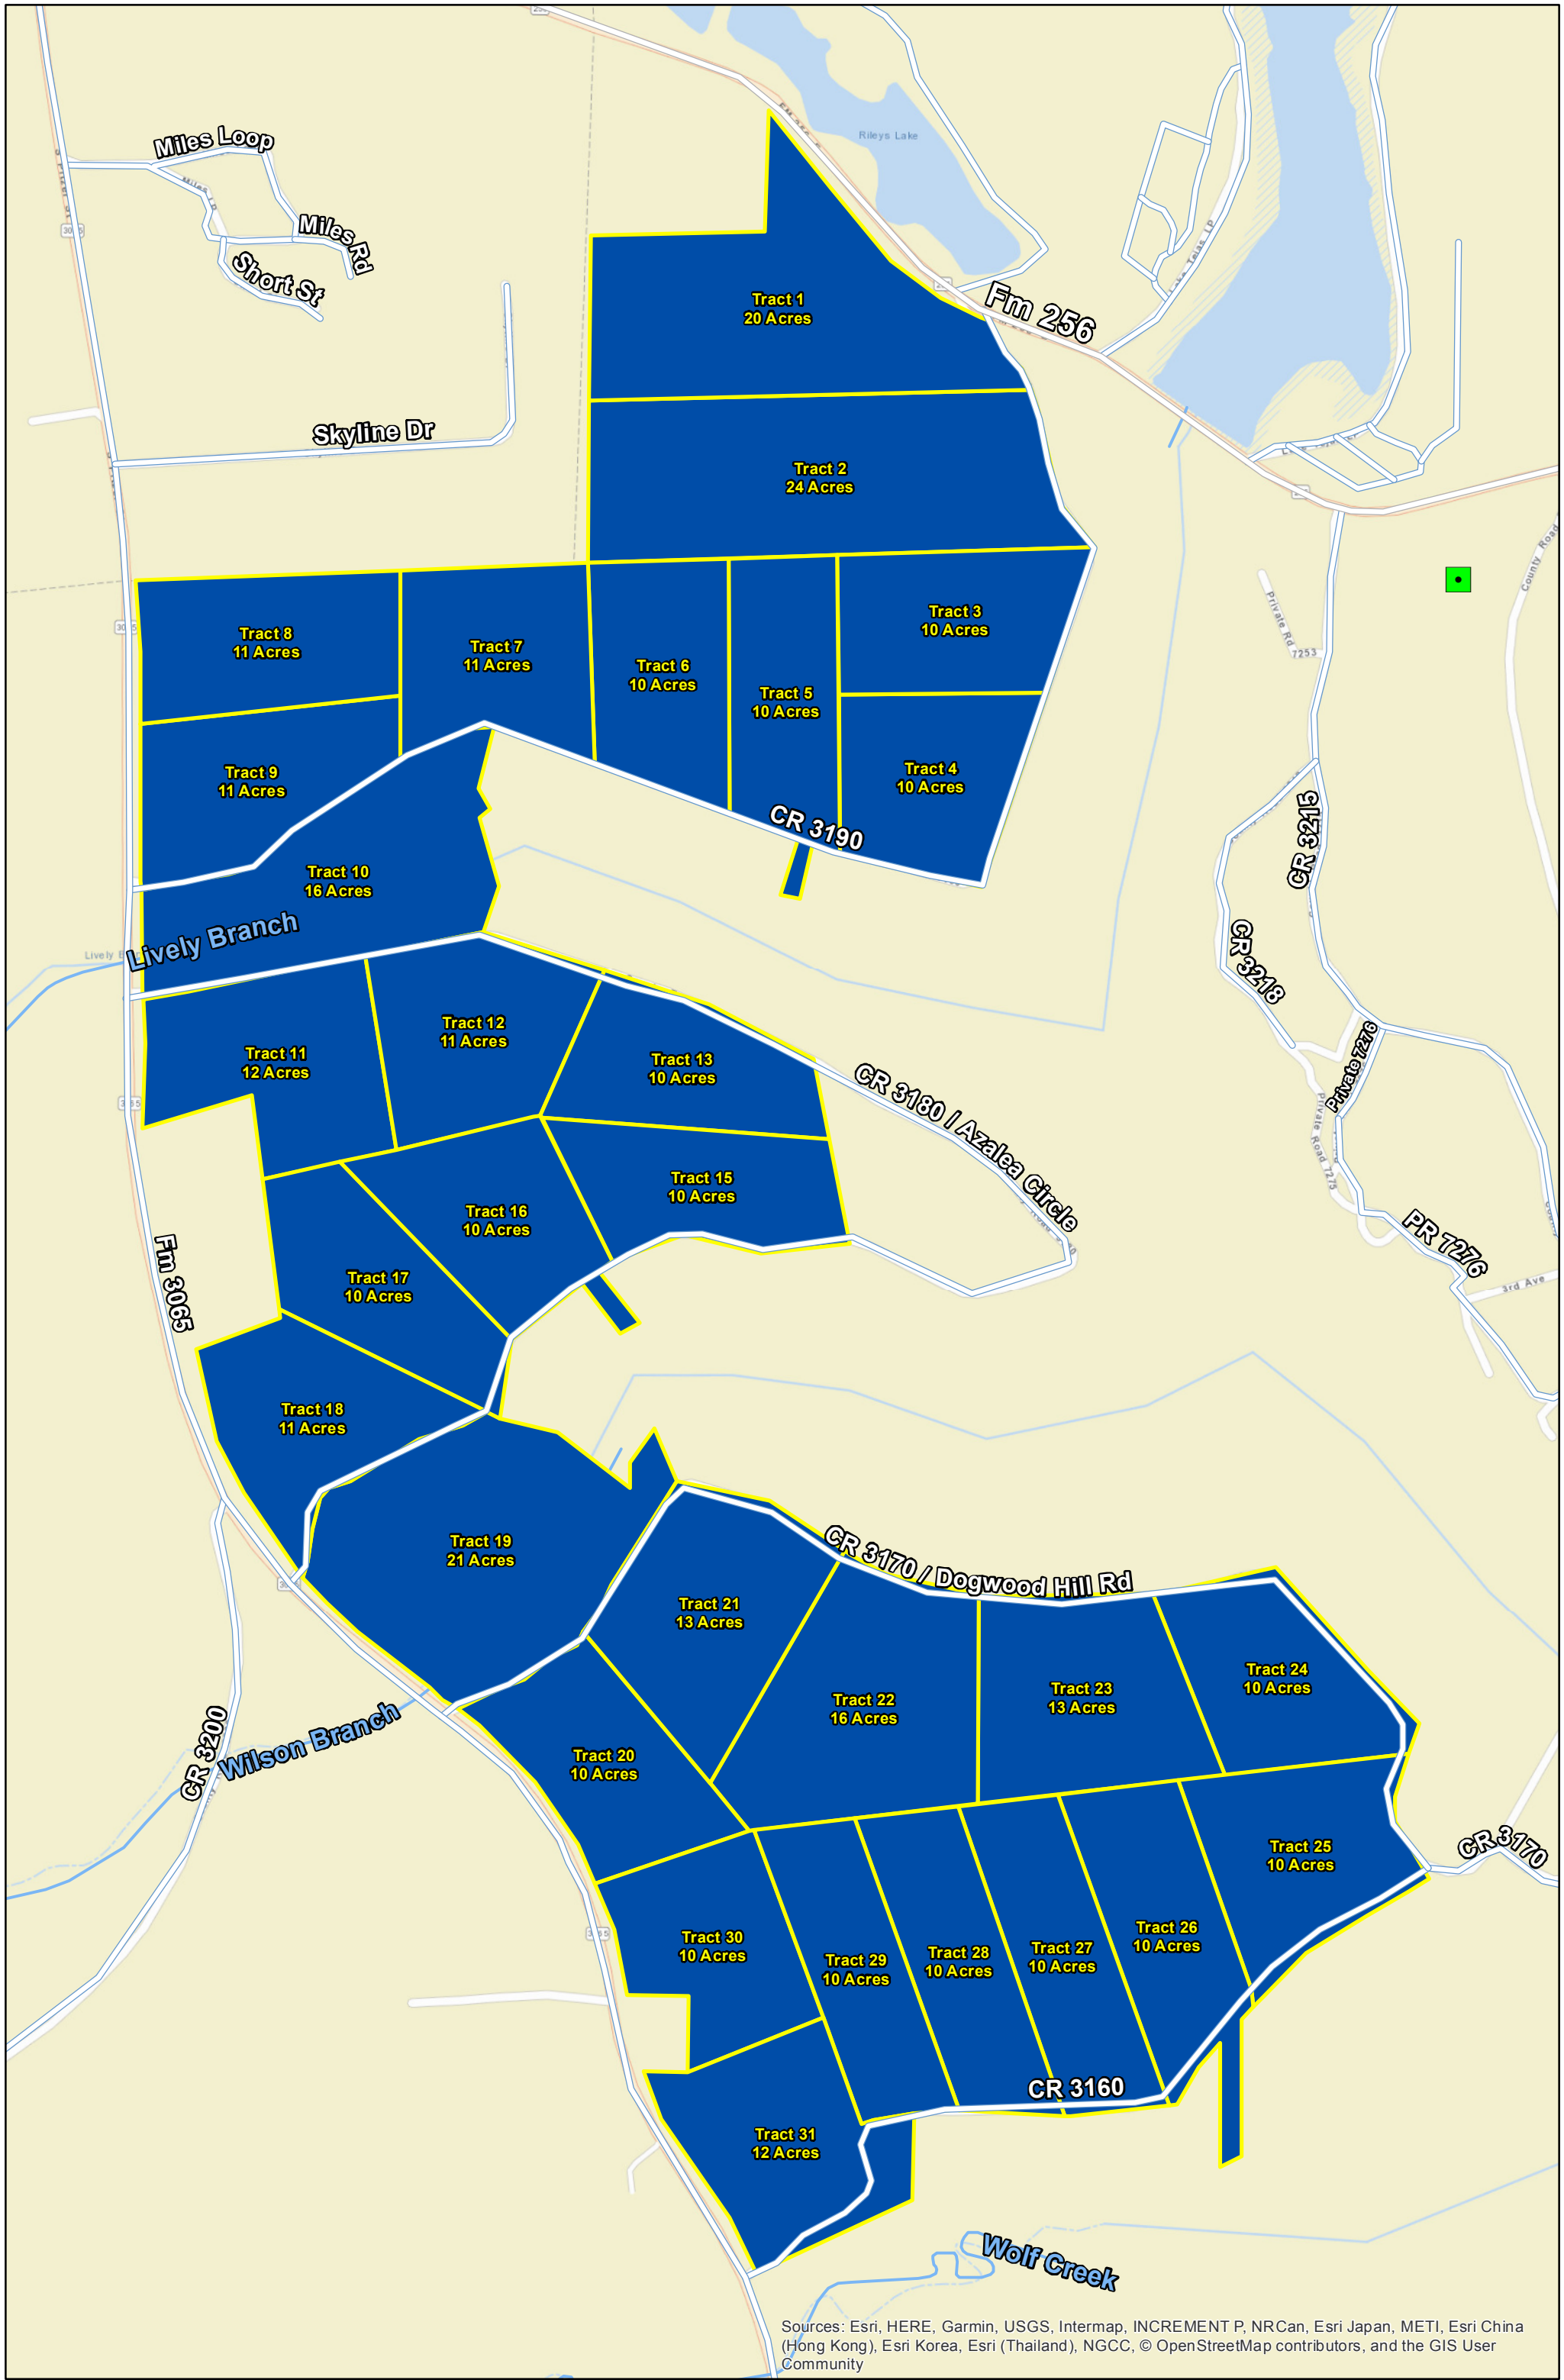 Miles Loop
Miles Rd
Short St
Rileys Lake
Fm 256
Tract 1
20 Acres
Skyline Dr
Tract 2
24 Acres
Tract 3
10 Acres
Tract 8
11 Acres
Tract 7
11 Acres
Tract 6
10 Acres
Tract 5
10 Acres
Private Rd
7253
County Road
Tract 9
11 Acres
Tract 4
10 Acres
CR 3190
CR 3215
Tract 10
16 Acres
Lively Branch
CR 3218
Tract 11
12 Acres
Tract 12
11 Acres
Tract 13
10 Acres
CR 3180 / Azalea Circle
Private 7276
Private Road 7275
Tract 15
10 Acres
Tract 16
10 Acres
Tract 17
10 Acres
Fm 3065
PR 7276
3rd Ave
Tract 18
11 Acres
Tract 19
21 Acres
CR 3170 / Dogwood Hill Rd
Tract 21
13 Acres
Tract 22
16 Acres
Tract 23
13 Acres
Tract 24
10 Acres
CR 3200
Wilson Branch
Tract 20
10 Acres
Tract 25
10 Acres
CR 3170
Tract 30
10 Acres
Tract 29
10 Acres
Tract 28
10 Acres
Tract 27
10 Acres
Tract 26
10 Acres
CR 3160
Tract 31
12 Acres
Wolf Creek
Sources: Esri, HERE, Garmin, USGS, Intermap, INCREMENT P, NRCan, Esri Japan, METI, Esri China
(Hong Kong), Esri Korea, Esri (Thailand), NGCC, © OpenStreetMap contributors, and the GIS User
Community